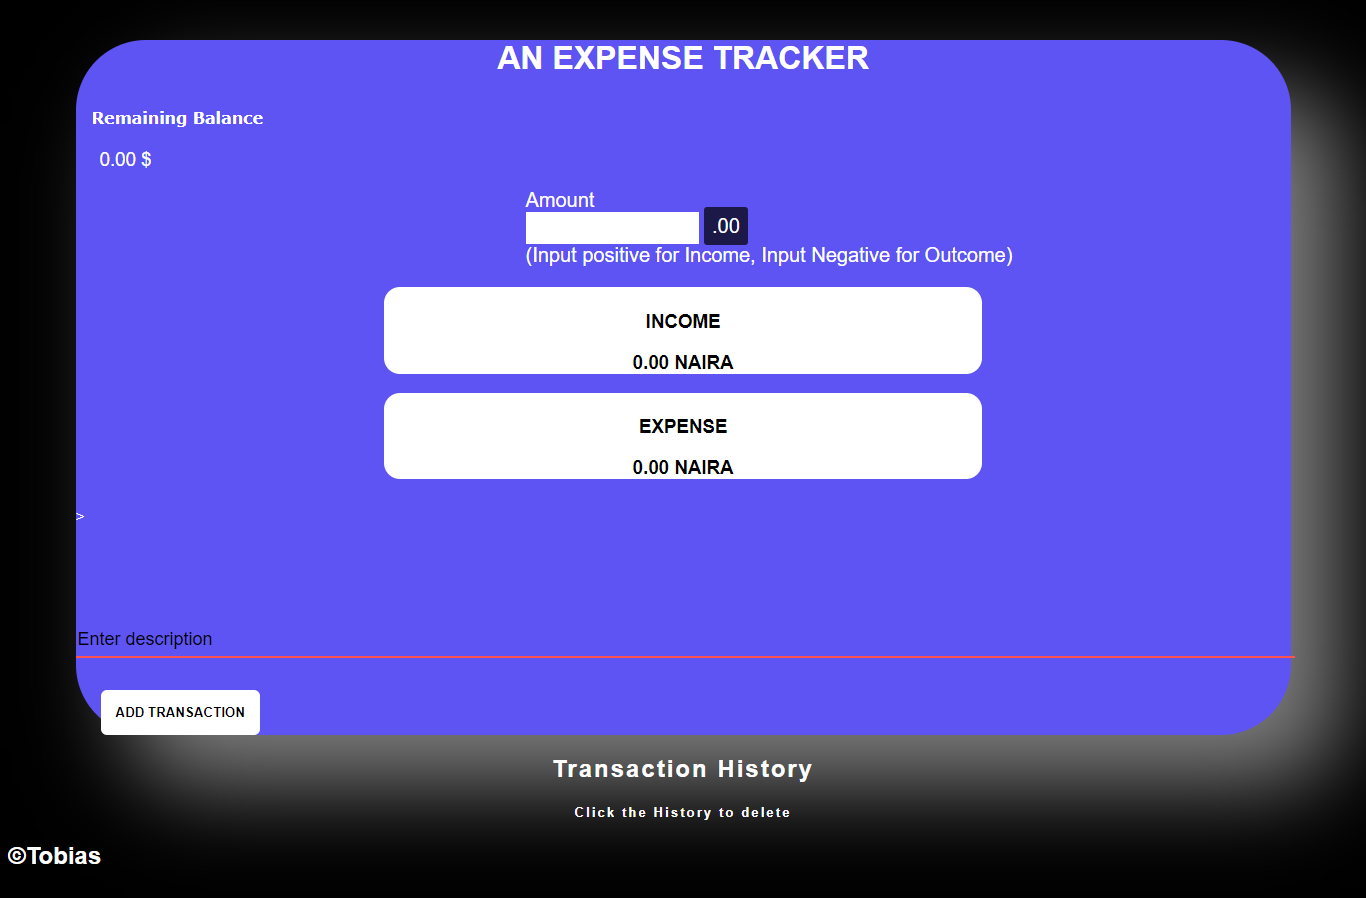 AN EXPENSE TRACKER
Remaining Balance
0.00 $
Amount
.00
(Input positive for Income, Input Negative for Outcome)
INCOME
0.00 NAIRA
EXPENSE
0.00 NAIRA
>
Enter description
ADD TRANSACTION
Transaction History
Click the History to delete
©Tobias